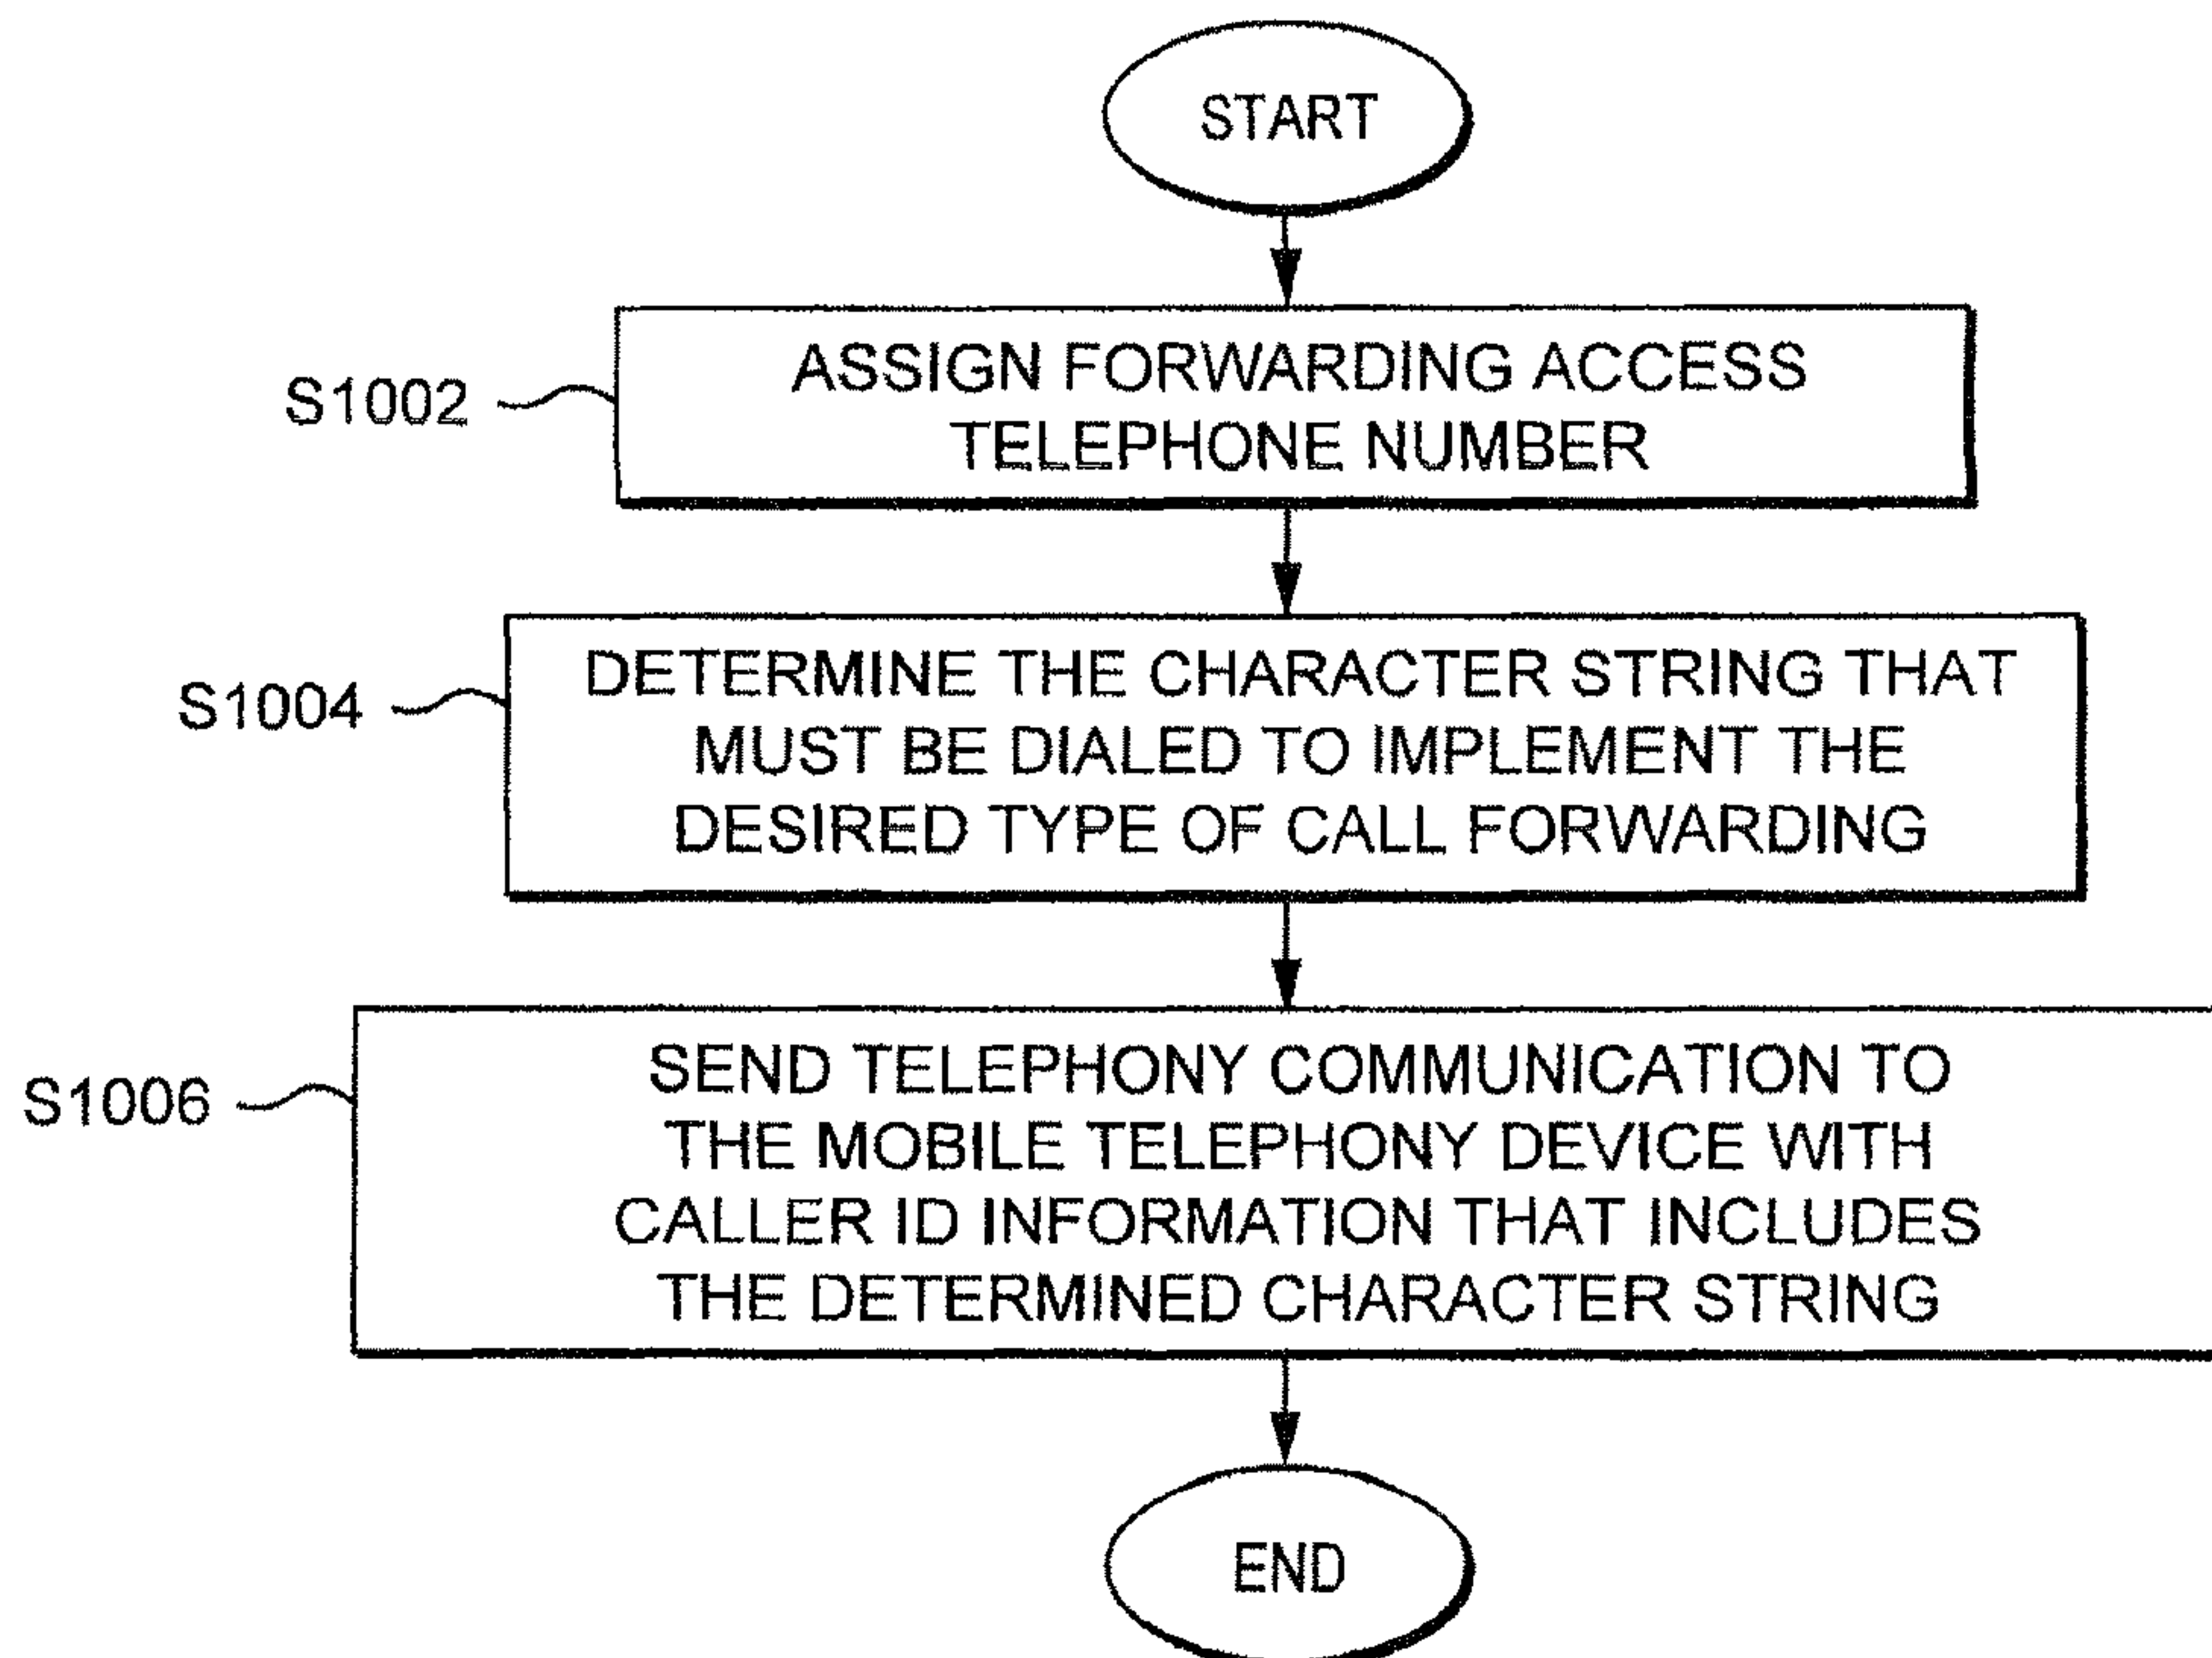 START
S1002
ASSIGN FORWARDING ACCESS
TELEPHONE NUMBER
S1004
DETERMINE THE CHARACTER STRING THAT
MUST BE DIALED TO IMPLEMENT THE
DESIRED TYPE OF CALL FORWARDING
S1006
SEND TELEPHONY COMMUNICATION TO
THE MOBILE TELEPHONY DEVICE WITH
CALLER ID INFORMATION THAT INCLUDES
THE DETERMINED CHARACTER STRING
END